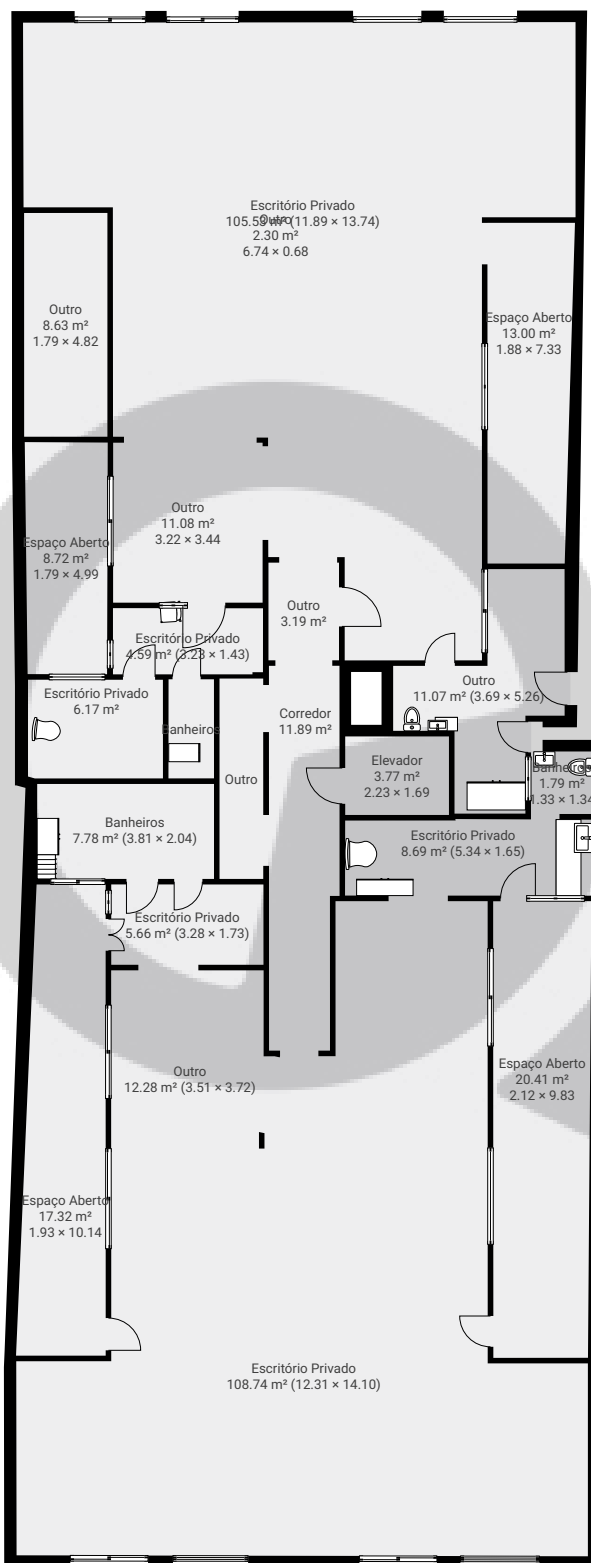 Escritório Privado
105.53 m² (11.89 × 13.74)
Outro
2.30 m²
6.74 × 0.68
Outro
8.63 m²
1.79 × 4.82
Espaço Aberto
13.00 m²
1.88 × 7.33
Outro
11.08 m²
3.22 × 3.44
Espaço Aberto
8.72 m²
1.79 × 4.99
Outro
3.19 m²
Escritório Privado
4.59 m² (3.23 × 1.43)
Escritório Privado
6.17 m²
Outro
11.07 m² (3.69 × 5.26)
Corredor
11.89 m²
Banheiros
Elevador
3.77 m²
2.23 × 1.69
Banheiros
1.79 m²
1.33 × 1.34
Outro
Banheiros
7.78 m² (3.81 × 2.04)
Escritório Privado
8.69 m² (5.34 × 1.65)
Escritório Privado
5.66 m² (3.28 × 1.73)
Outro
12.28 m² (3.51 × 3.72)
Espaço Aberto
20.41 m²
2.12 × 9.83
Espaço Aberto
17.32 m²
1.93 × 10.14
Escritório Privado
108.74 m² (12.31 × 14.10)